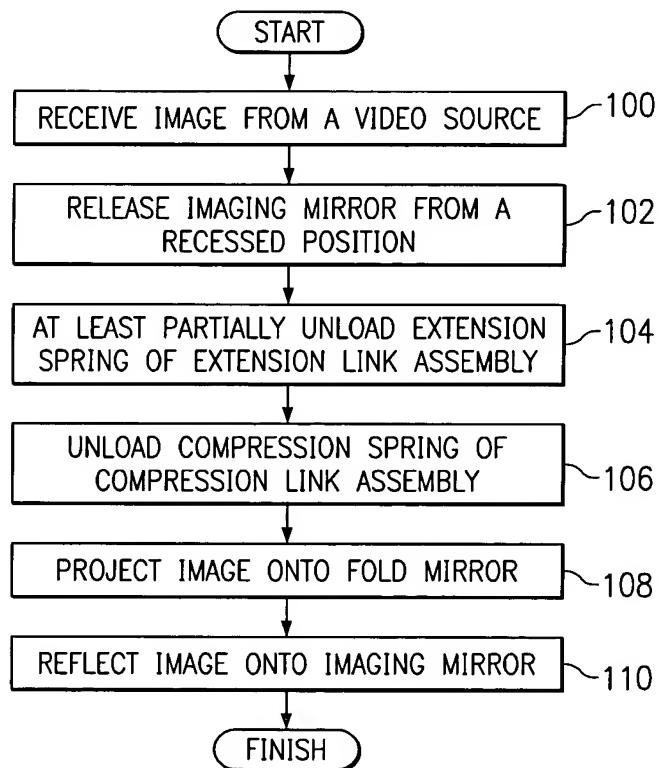 START
RECEIVE IMAGE FROM A VIDEO SOURCE
100
RELEASE IMAGING MIRROR FROM A
RECESSED POSITION
102
AT LEAST PARTIALLY UNLOAD EXTENSION
SPRING OF EXTENSION LINK ASSEMBLY
104
UNLOAD COMPRESSION SPRING OF
COMPRESSION LINK ASSEMBLY
106
PROJECT IMAGE ONTO FOLD MIRROR
108
REFLECT IMAGE ONTO IMAGING MIRROR
110
FINISH